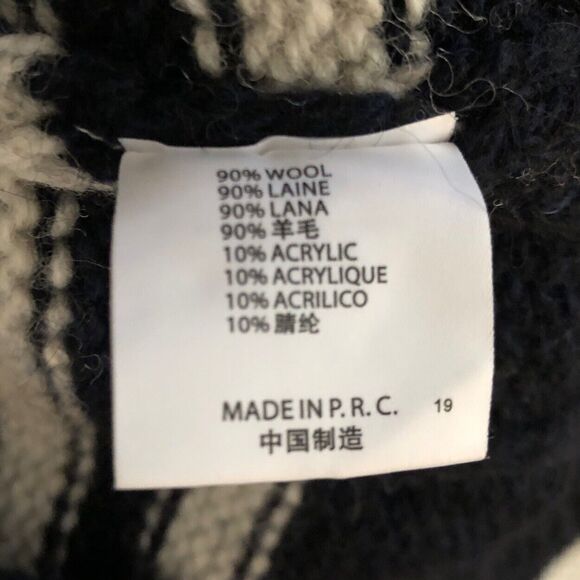 90% WOOL
90% LAINE
90% LANA
90% 羊毛
10% ACRYLIC
10% ACRYLIQUE
10% ACRILICO
10% 腈纶
MADE IN P. R. C. 19
中国制造